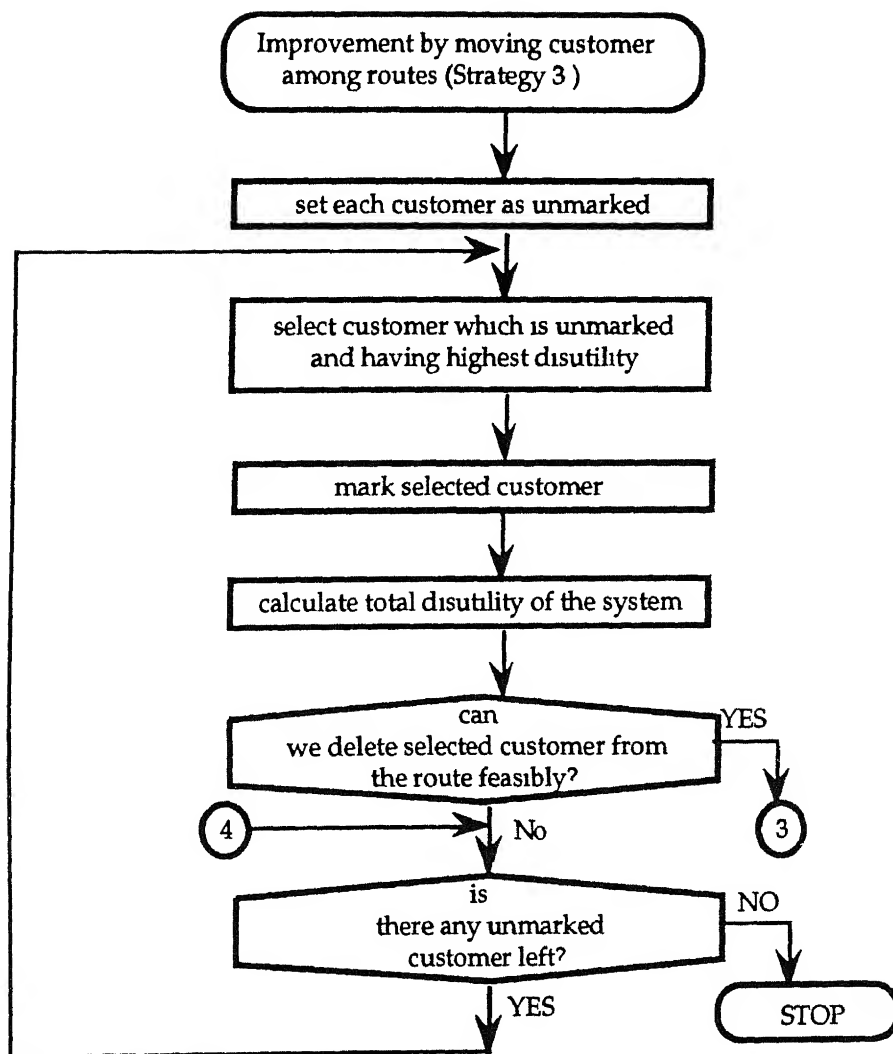 Improvement by moving customer
among routes (Strategy 3 )
set each customer as unmarked
select customer which is unmarked
and having highest disutility
mark selected customer
calculate total disutility of the system
can
we delete selected customer from
the route feasibly?
YES
3
4
No
is
there any unmarked
customer left?
NO
YES
STOP